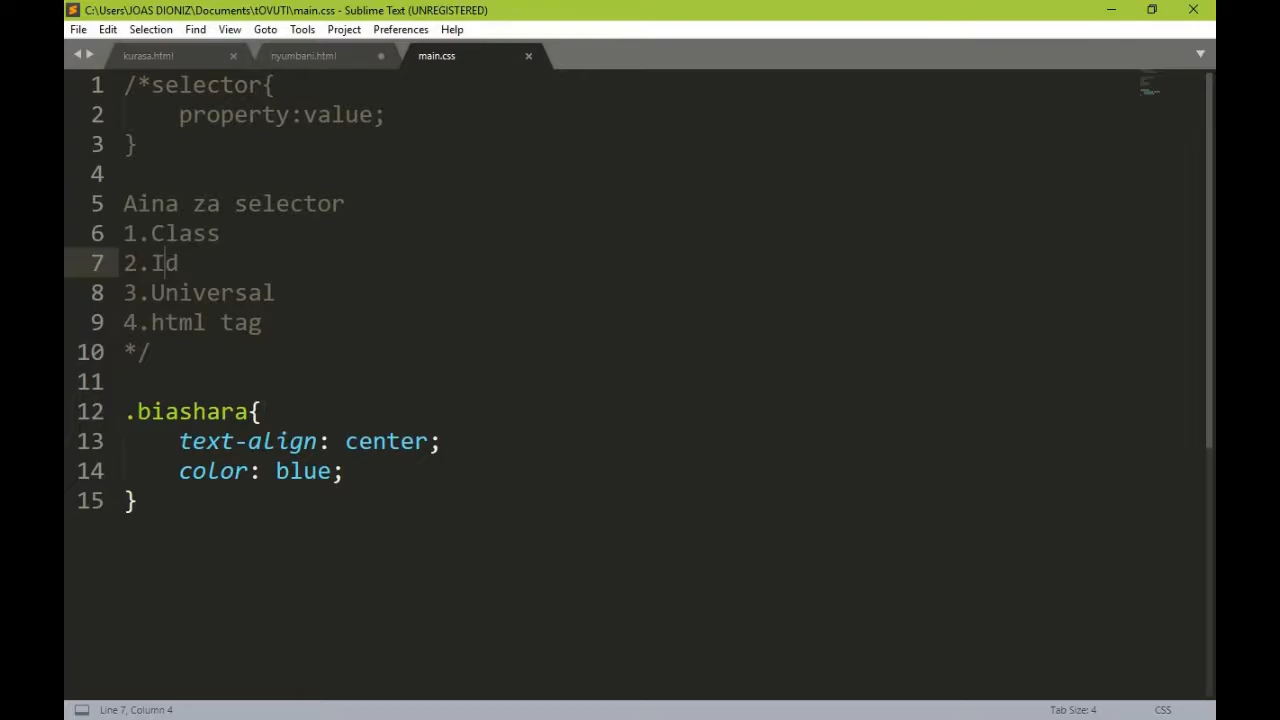 C:\Users\JOAS DIONIZ\Documents\tOVUTI\main.css - Sublime Text (UNREGISTERED)
File Edit Selection Find View Goto Tools Project Preferences Help
kurasa.html nyumbani.html main.css
1 /*selector{
2 property:value;
3 }
4
5 Aina za selector
6 1.Class
7 2.Id
8 3.Universal
9 4.html tag
10 */
11
12 .biashara{
13 text-align: center;
14 color: blue;
15 }
Line 7, Column 4 Tab Size: 4 CSS